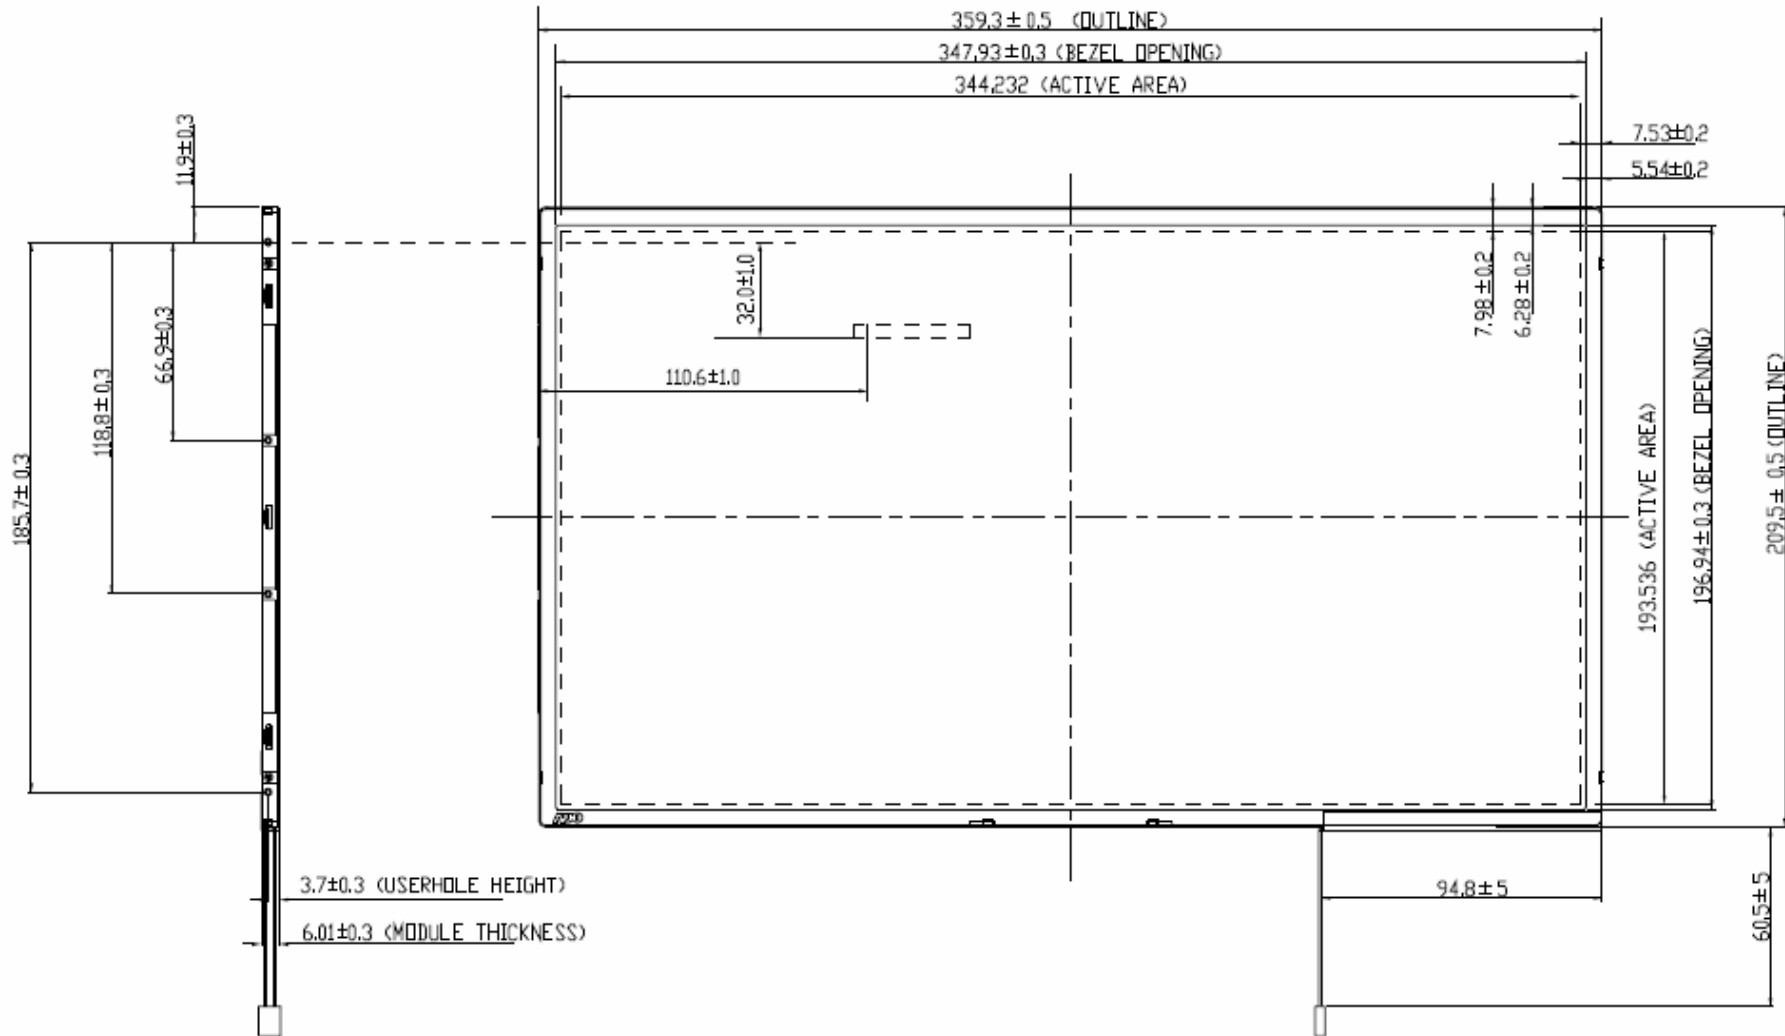 359.3±0.5 (OUTLINE)
347.93±0.3 (BEZEL OPENING)
344.232 (ACTIVE AREA)
7.53±0.2
5.54±0.2
11.9±0.3
66.9±0.3
118.8±0.3
185.7±0.3
32.0±1.0
110.6±1.0
7.98±0.2
6.28±0.2
193.536 (ACTIVE AREA)
196.94±0.3 (BEZEL OPENING)
209.5±0.5 (OUTLINE)
3.7±0.3 (USERHOLE HEIGHT)
6.01±0.3 (MODULE THICKNESS)
94.8±5
60.5±5